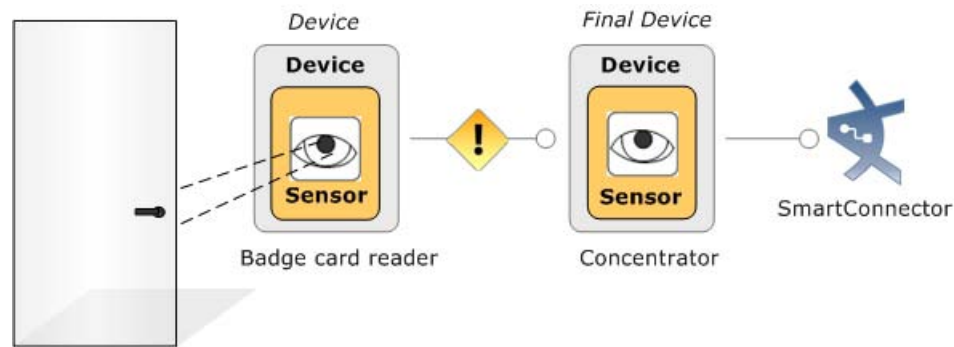 Device
Device
Sensor
Badge card reader
!
Final Device
Device
Sensor
Concentrator
SmartConnector